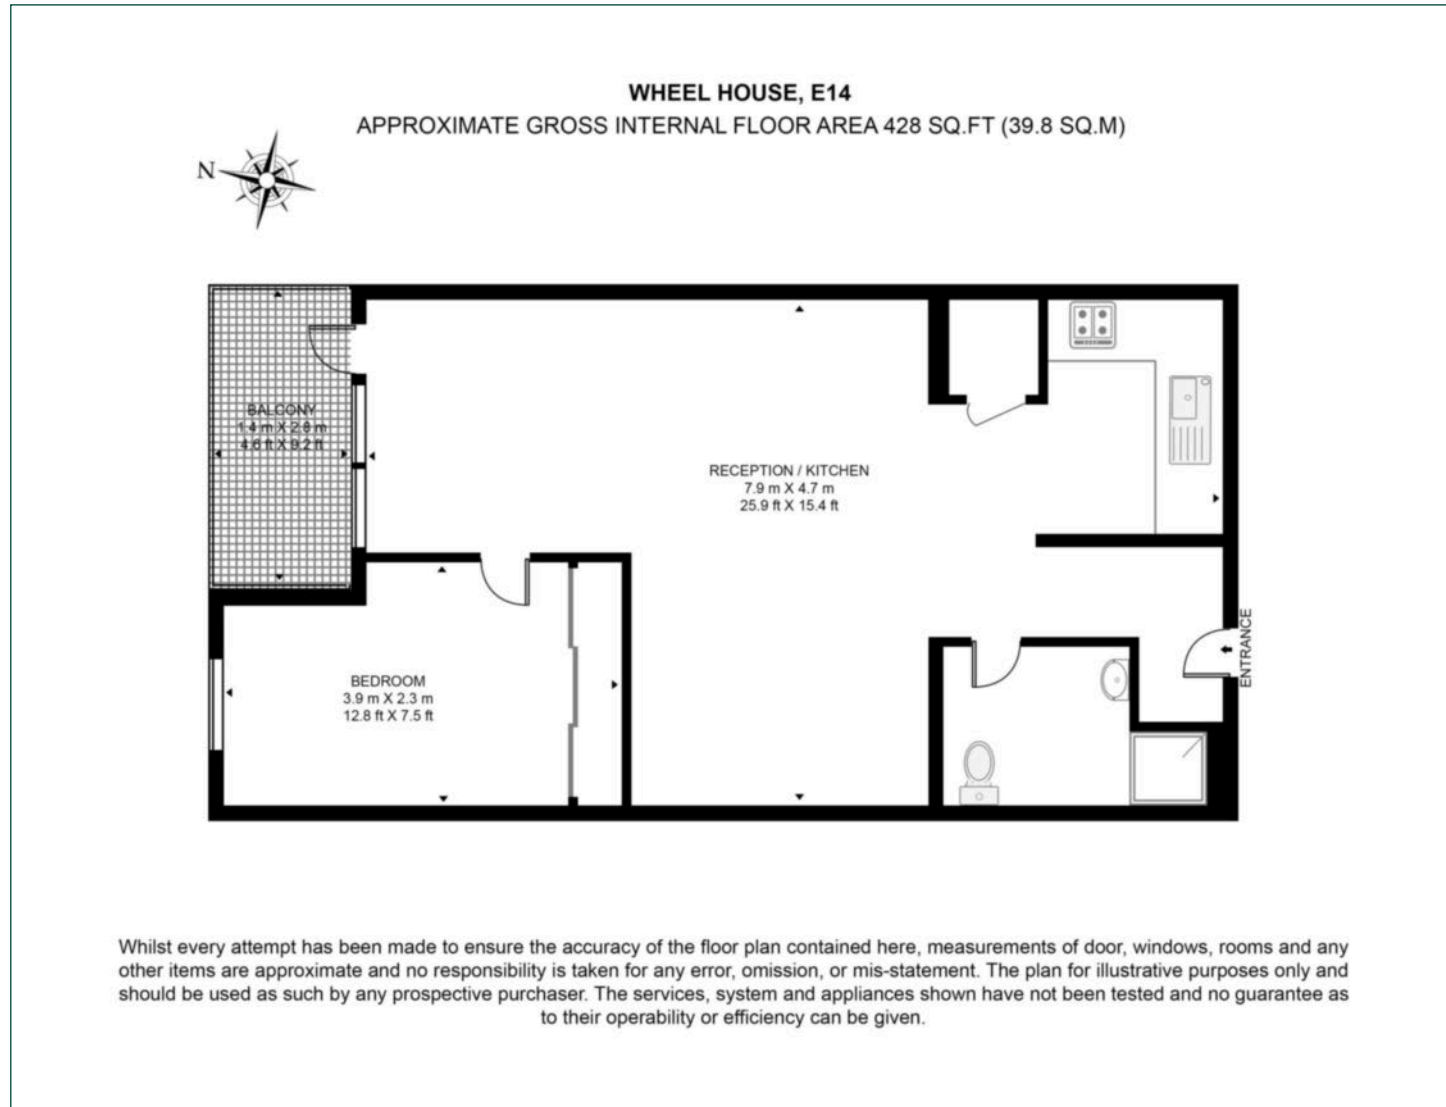 WHEEL HOUSE, E14
APPROXIMATE GROSS INTERNAL FLOOR AREA 428 SQ.FT (39.8 SQ.M)
N
BALCONY
1.4 m X 2.8 m
4.6 ft X 9.2 ft
RECEPTION / KITCHEN
7.9 m X 4.7 m
25.9 ft X 15.4 ft
ENTRANCE
BEDROOM
3.9 m X 2.3 m
12.8 ft X 7.5 ft
Whilst every attempt has been made to ensure the accuracy of the floor plan contained here, measurements of door, windows, rooms and any
other items are approximate and no responsibility is taken for any error, omission, or mis-statement. The plan for illustrative purposes only and
should be used as such by any prospective purchaser. The services, system and appliances shown have not been tested and no guarantee as
to their operability or efficiency can be given.